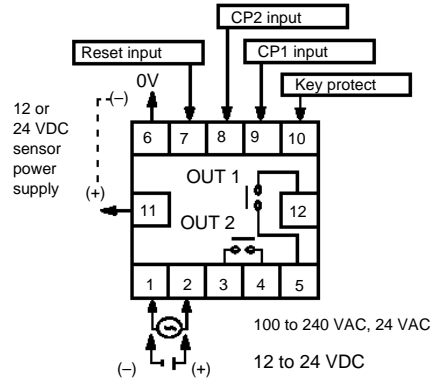 CP2 input
Reset input
CP1 input
Key protect
0V
(–)
12 or
24 VDC
sensor
power
supply
(+)
6 7 8 9 10
OUT 1
11
12
OUT 2
1 2 3 4 5
100 to 240 VAC, 24 VAC
(–) (+)
12 to 24 VDC